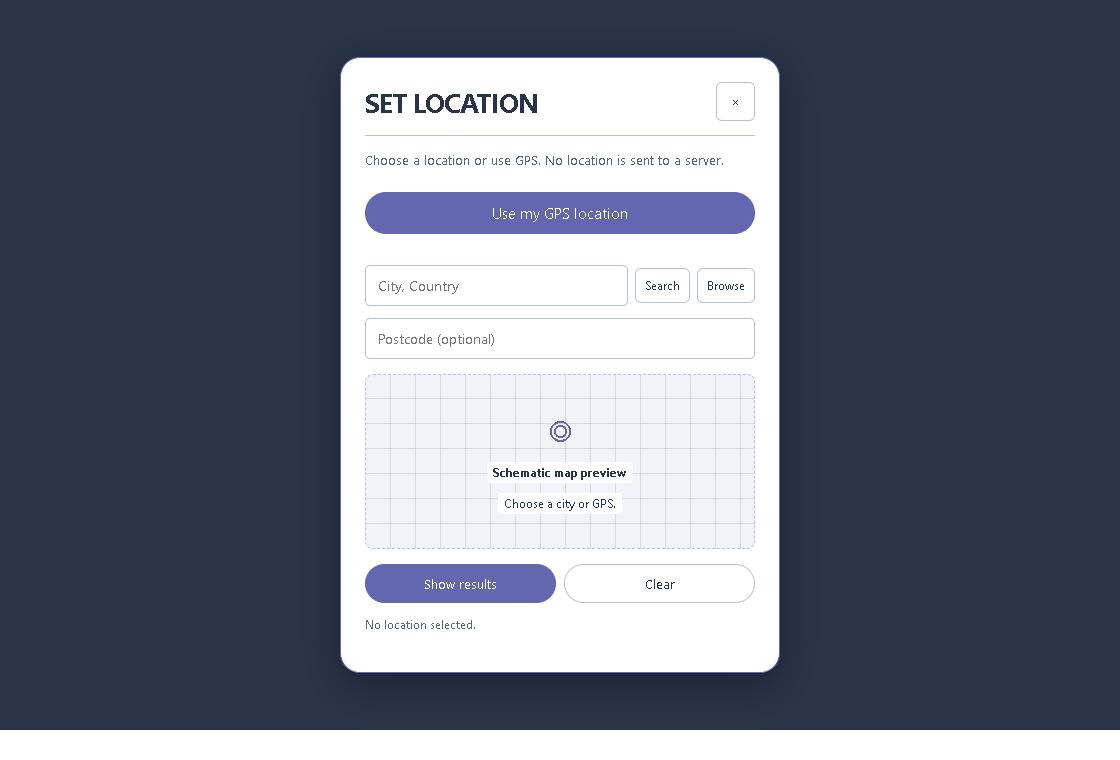 SET LOCATION
×
Choose a location or use GPS. No location is sent to a server.
Use my GPS location
City, Country
Search
Browse
Postcode (optional)
Schematic map preview
Choose a city or GPS.
Show results
Clear
No location selected.